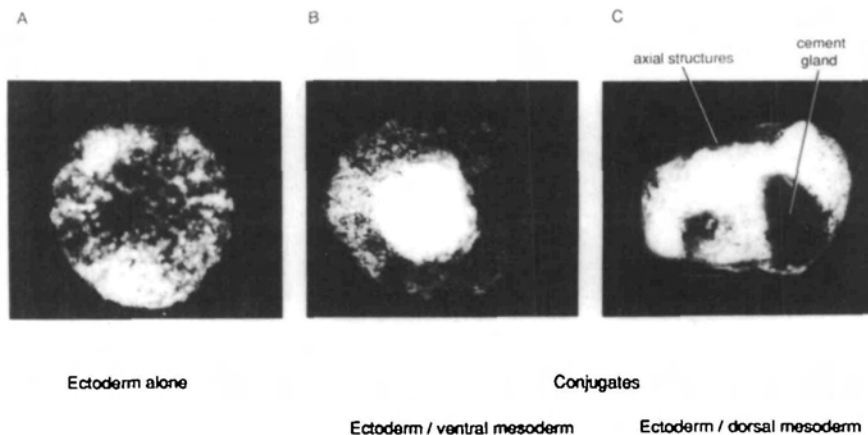 A
B
C
cement
gland
axial structures
Ectoderm alone
Conjugates
Ectoderm / ventral mesoderm
Ectoderm / dorsal mesoderm